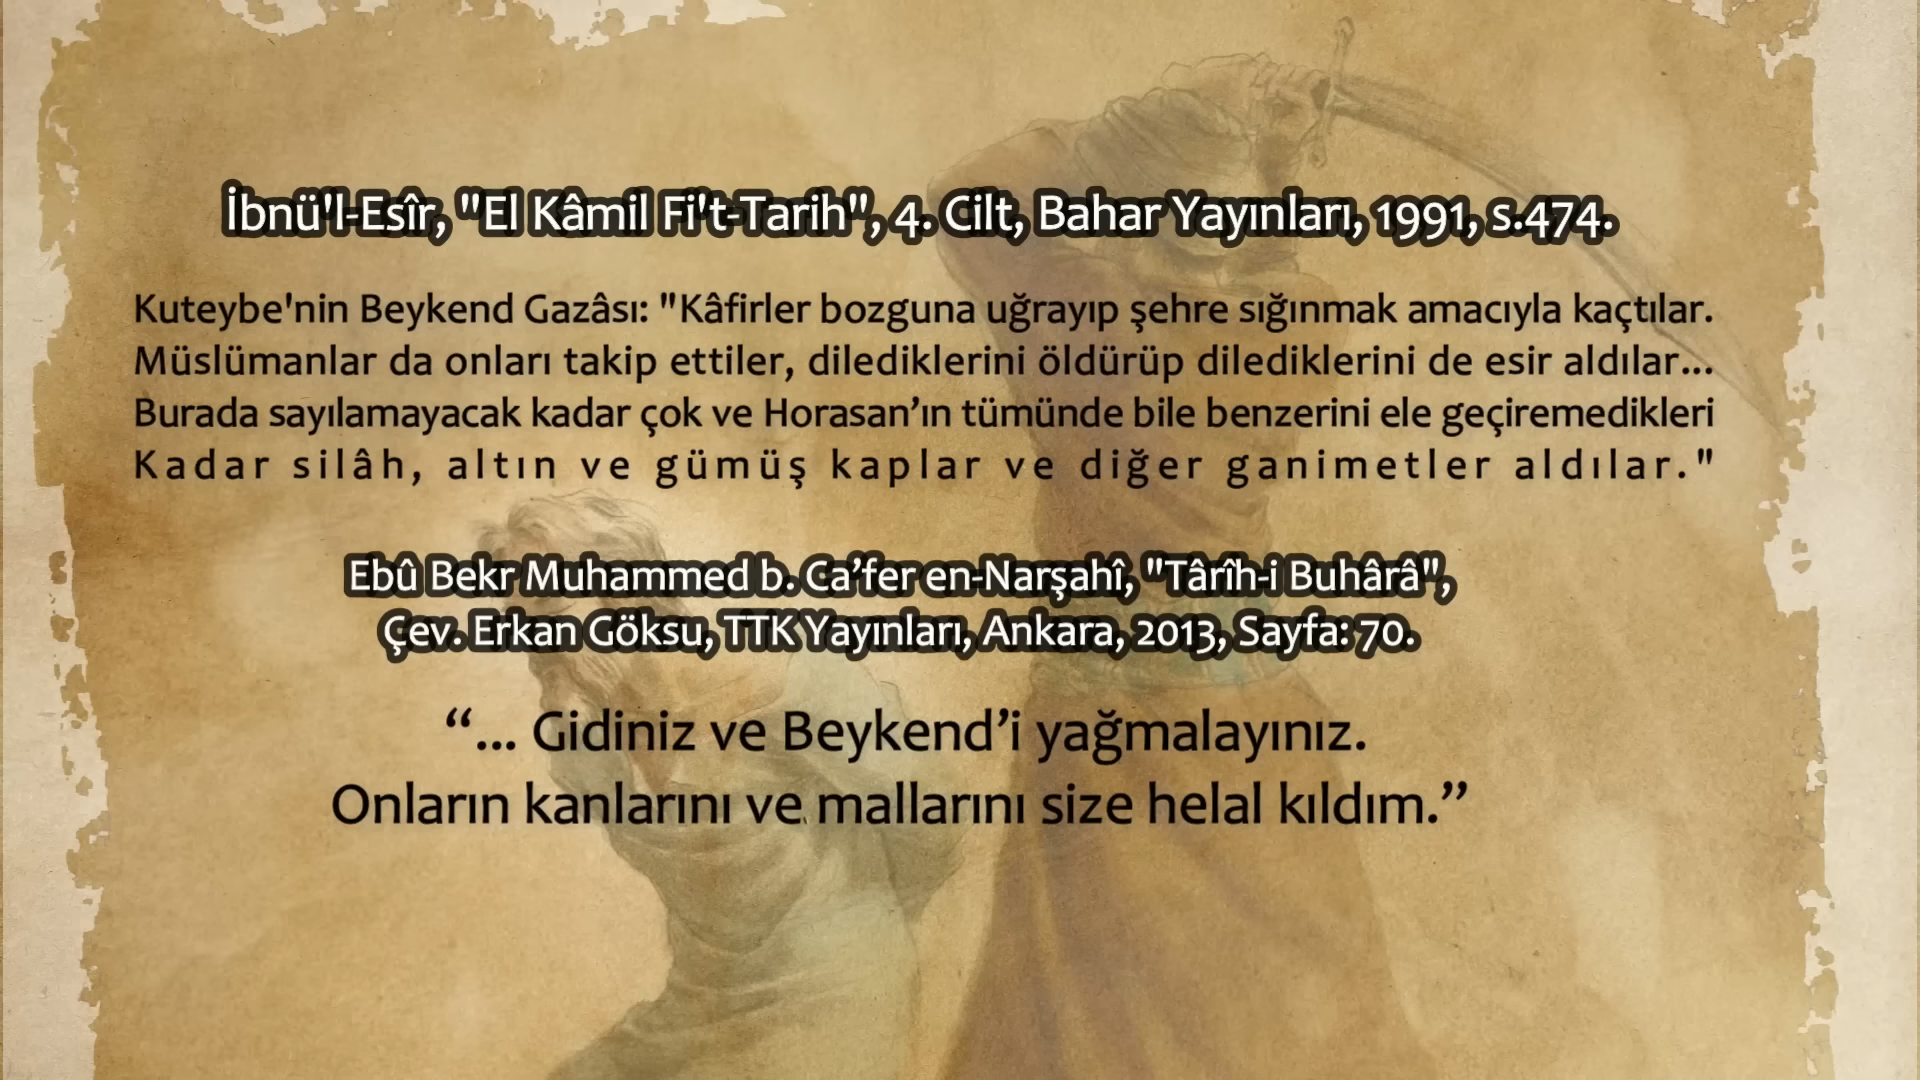 İbnü'l-Esîr, "El Kâmil Fi't-Tarih", 4. Cilt, Bahar Yayınları, 1991, s.474.
Kuteybe'nin Beykend Gazâsı: "Kâfirler bozguna uğrayıp şehre sığınmak amacıyla kaçtılar.
Müslümanlar da onları takip ettiler, dilediklerini öldürüp dilediklerini de esir aldılar...
Burada sayılamayacak kadar çok ve Horasan’ın tümünde bile benzerini ele geçiremedikleri
Kadar silâh, altın ve gümüş kaplar ve diğer ganimetler aldılar."
Ebû Bekr Muhammed b. Ca’fer en-Narşahî, "Târîh-i Buhârâ",
Çev. Erkan Göksu, TTK Yayınları, Ankara, 2013, Sayfa: 70.
“... Gidiniz ve Beykend’i yağmalayınız.
Onların kanlarını ve mallarını size helal kıldım.”